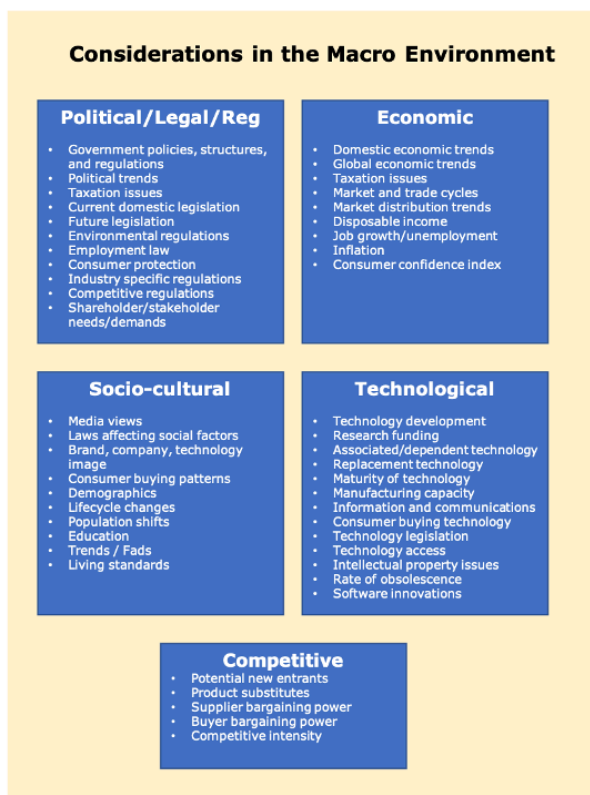 Considerations in the Macro Environment
Political/Legal/Reg
• Government policies, structures,
and regulations
• Political trends
• Taxation issues
• Current domestic legislation
• Future legislation
• Environmental regulations
• Employment law
• Consumer protection
• Industry specific regulations
• Competitive regulations
• Shareholder/stakeholder
needs/demands
Economic
• Domestic economic trends
• Global economic trends
• Taxation issues
• Market and trade cycles
• Market distribution trends
• Disposable income
• Job growth/unemployment
• Inflation
• Consumer confidence index
Socio-cultural
• Media views
• Laws affecting social factors
• Brand, company, technology
image
• Consumer buying patterns
• Demographics
• Lifecycle changes
• Population shifts
• Education
• Trends / Fads
• Living standards
Technological
• Technology development
• Research funding
• Associated/dependent technology
• Replacement technology
• Maturity of technology
• Manufacturing capacity
• Information and communications
• Consumer buying technology
• Technology legislation
• Technology access
• Intellectual property issues
• Rate of obsolescence
• Software innovations
Competitive
• Potential new entrants
• Product substitutes
• Supplier bargaining power
• Buyer bargaining power
• Competitive intensity